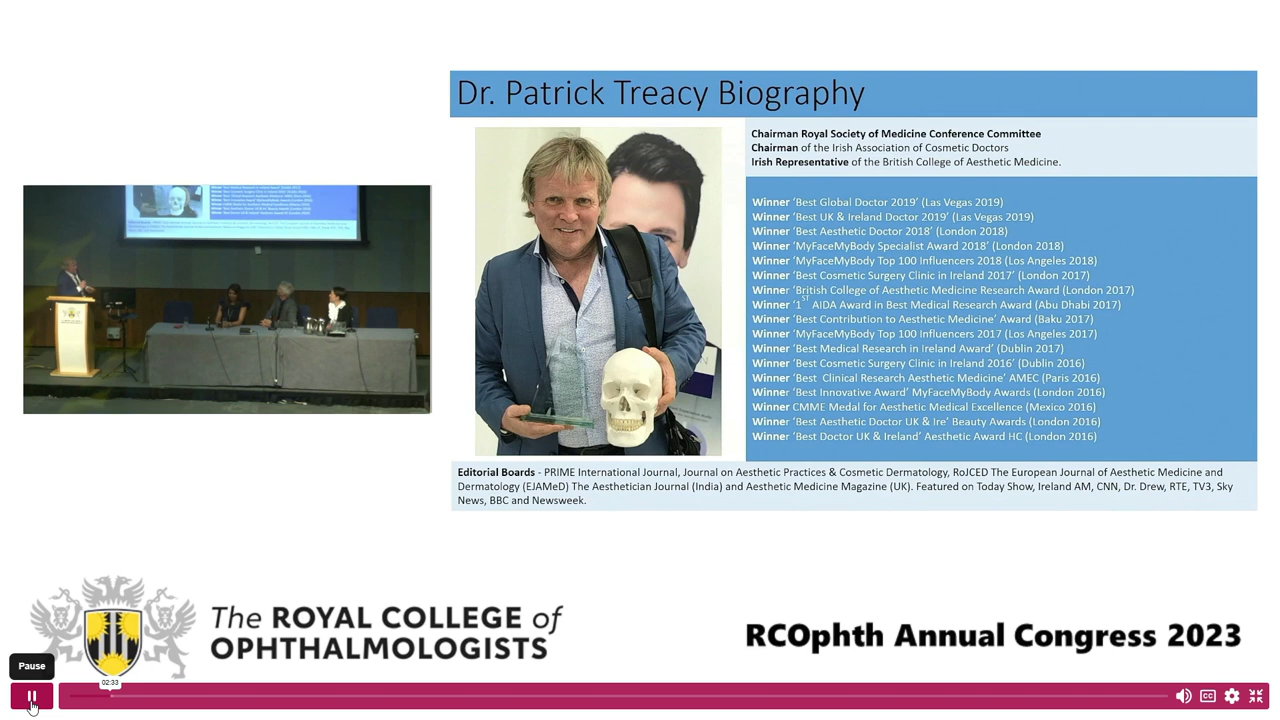 Dr. Patrick Treacy Biography
Chairman Royal Society of Medicine Conference Committee
Chairman of the Irish Association of Cosmetic Doctors
Irish Representative of the British College of Aesthetic Medicine.
Winner ‘Best Global Doctor 2019’ (Las Vegas 2019)
Winner ‘Best UK & Ireland Doctor 2019’ (Las Vegas 2019)
Winner ‘Best Aesthetic Doctor 2018’ (London 2018)
Winner ‘MyFaceMyBody Specialist Award 2018’ (London 2018)
Winner ‘MyFaceMyBody Top 100 Influencers 2018 (Los Angeles 2018)
Winner ‘Best Cosmetic Surgery Clinic in Ireland 2017’ (London 2017)
Winner ‘British College of Aesthetic Medicine Research Award (London 2017)
Winner ‘1ST AIDA Award in Best Medical Research Award (Abu Dhabi 2017)
Winner ‘Best Contribution to Aesthetic Medicine’ Award (Baku 2017)
Winner ‘MyFaceMyBody Top 100 Influencers 2017 (Los Angeles 2017)
Winner ‘Best Medical Research in Ireland Award’ (Dublin 2017)
Winner ‘Best Cosmetic Surgery Clinic in Ireland 2016’ (Dublin 2016)
Winner ‘Best Clinical Research Aesthetic Medicine’ AMEC (Paris 2016)
Winner ‘Best Innovative Award’ MyFaceMyBody Awards (London 2016)
Winner CMME Medal for Aesthetic Medical Excellence (Mexico 2016)
Winner ‘Best Aesthetic Doctor UK & Ire’ Beauty Awards (London 2016)
Winner ‘Best Doctor UK & Ireland’ Aesthetic Award HC (London 2016)
Editorial Boards - PRIME International Journal, Journal on Aesthetic Practices & Cosmetic Dermatology, RoJCED The European Journal of Aesthetic Medicine and
Dermatology (EJAMeD) The Aesthetician Journal (India) and Aesthetic Medicine Magazine (UK). Featured on Today Show, Ireland AM, CNN, Dr. Drew, RTE, TV3, Sky
News, BBC and Newsweek.
The ROYAL COLLEGE of
OPHTHALMOLOGISTS
RCOphth Annual Congress 2023
Pause
02:33
CC